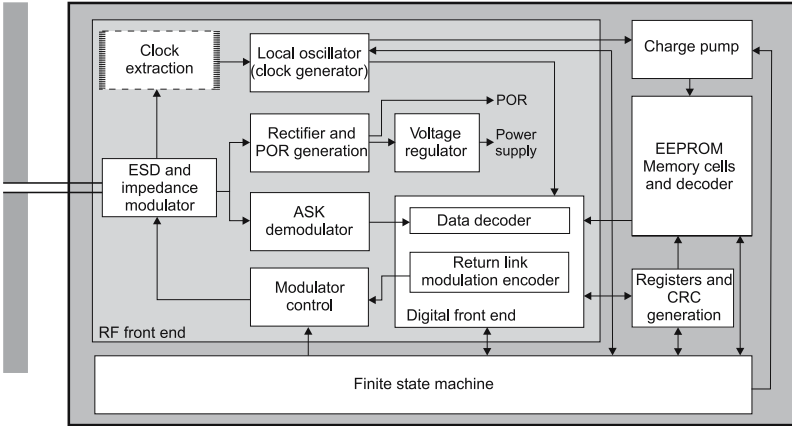 Clock
extraction
Local oscillator
(clock generator)
Charge pump
Rectifier and
POR generation
Voltage
regulator
POR
Power
supply
EEPROM
Memory cells
and decoder
ESD and
impedance
modulator
ASK
demodulator
Data decoder
Return link
modulation encoder
Modulator
control
Registers and
CRC
generation
RF front end
Digital front end
Finite state machine